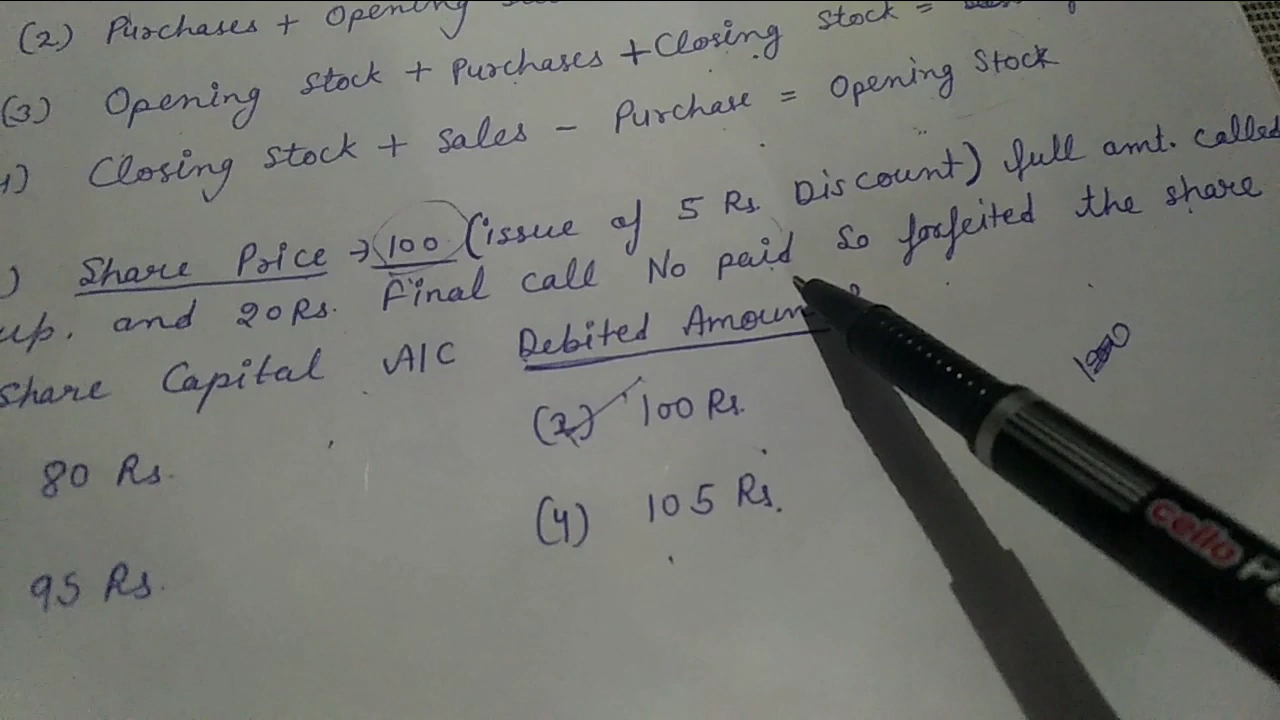 (2.) Purchases + Opening
(3) Opening Stock + Purchases + Closing Stock =
) Closing Stock + Sales - Purchase = Opening Stock
) Share Price → 100 (issue of 5 Rs. Discount) full amt. called
up. and 20 Rs. Final call No paid so forfeited the share
Share Capital A/C Debited Amoun ?
(2) 100 Rs.
80 Rs.
(4) 105 Rs.
95 Rs.
cello